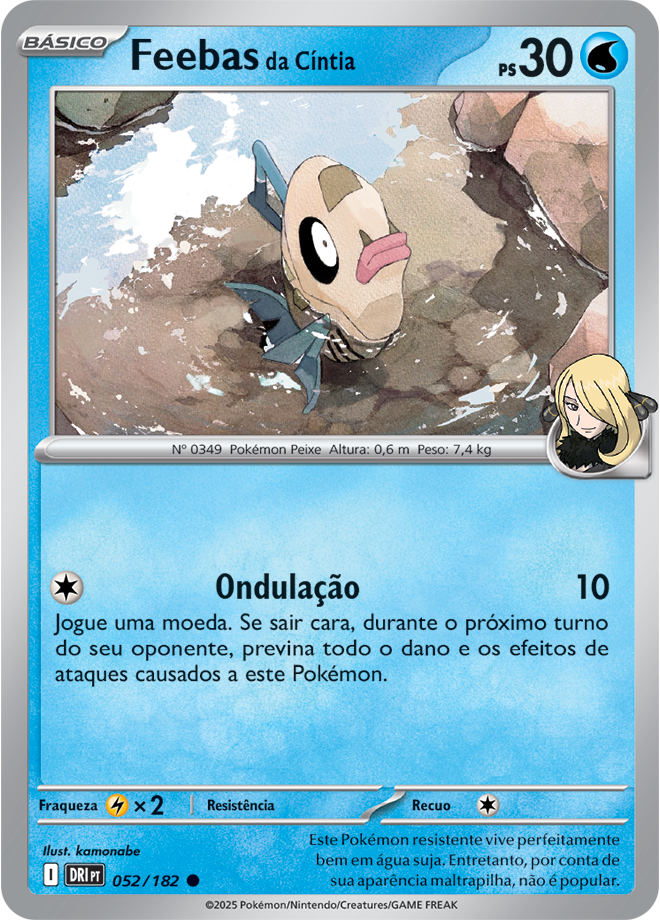 BÁSICO
Feebas da Cíntia
PS 30
Nº 0349 Pokémon Peixe Altura: 0,6 m Peso: 7,4 kg
Ondulação 10
Jogue uma moeda. Se sair cara, durante o próximo turno
do seu oponente, previna todo o dano e os efeitos de
ataques causados a este Pokémon.
Fraqueza × 2 Resistência Recuo
Ilust. kamonabe
I DRI PT 052/182
Este Pokémon resistente vive perfeitamente
bem em água suja. Entretanto, por conta de
sua aparência maltrapilha, não é popular.
©2025 Pokémon/Nintendo/Creatures/GAME FREAK